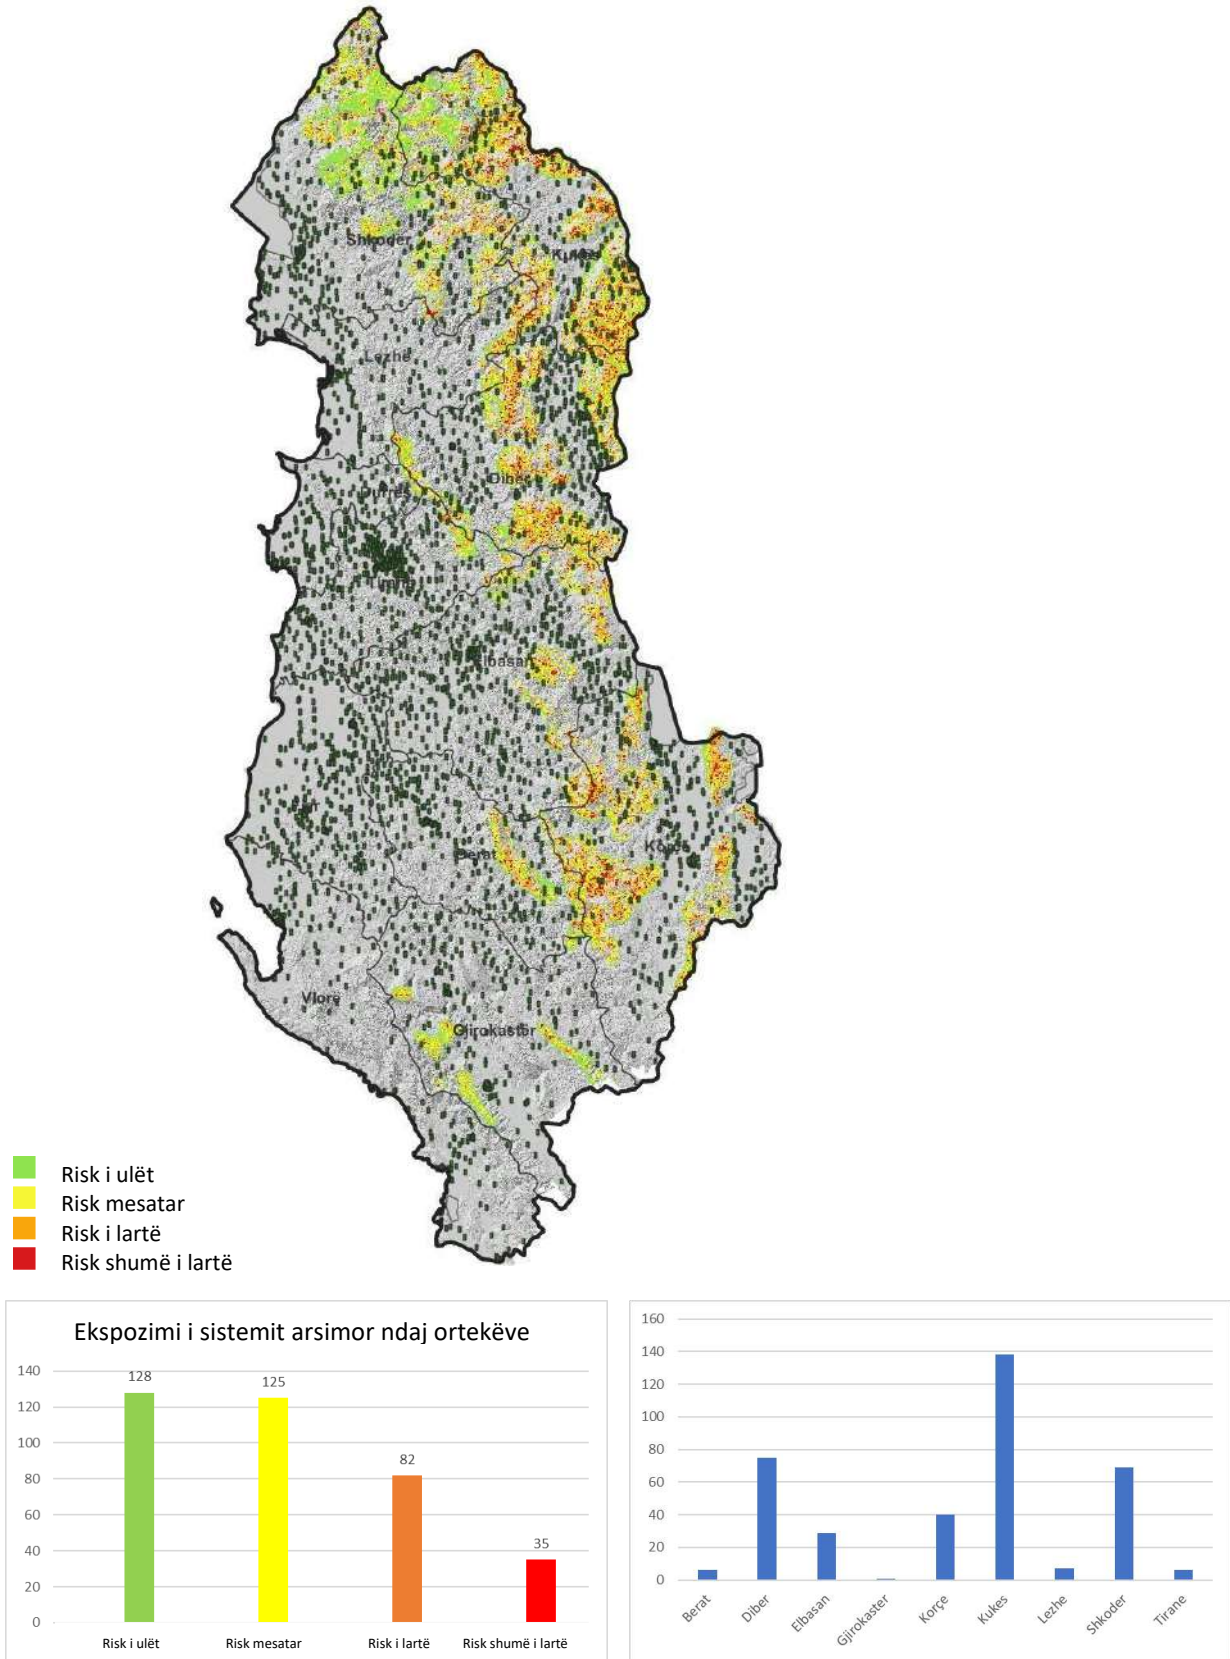 Shkoder
Kukes
Lezhe
Diber
Durres
Tirane
Elbasan
Berat
Korçe
Vlorë
Gjirokaster
Risk i ulët
Risk mesatar
Risk i lartë
Risk shumë i lartë
Ekspozimi i sistemit arsimor ndaj ortekëve
140
120
100
80
60
40
20
0
128
125
82
35
Risk i ulët
Risk mesatar
Risk i lartë
Risk shumë i lartë
160
140
120
100
80
60
40
20
0
Berat
Diber
Elbasan
Gjirokaster
Korçe
Kukes
Lezhe
Shkoder
Tirane